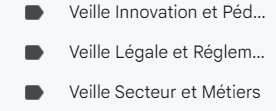 Veille Innovation et Péd...
Veille Légale et Réglem...
Veille Secteur et Métiers